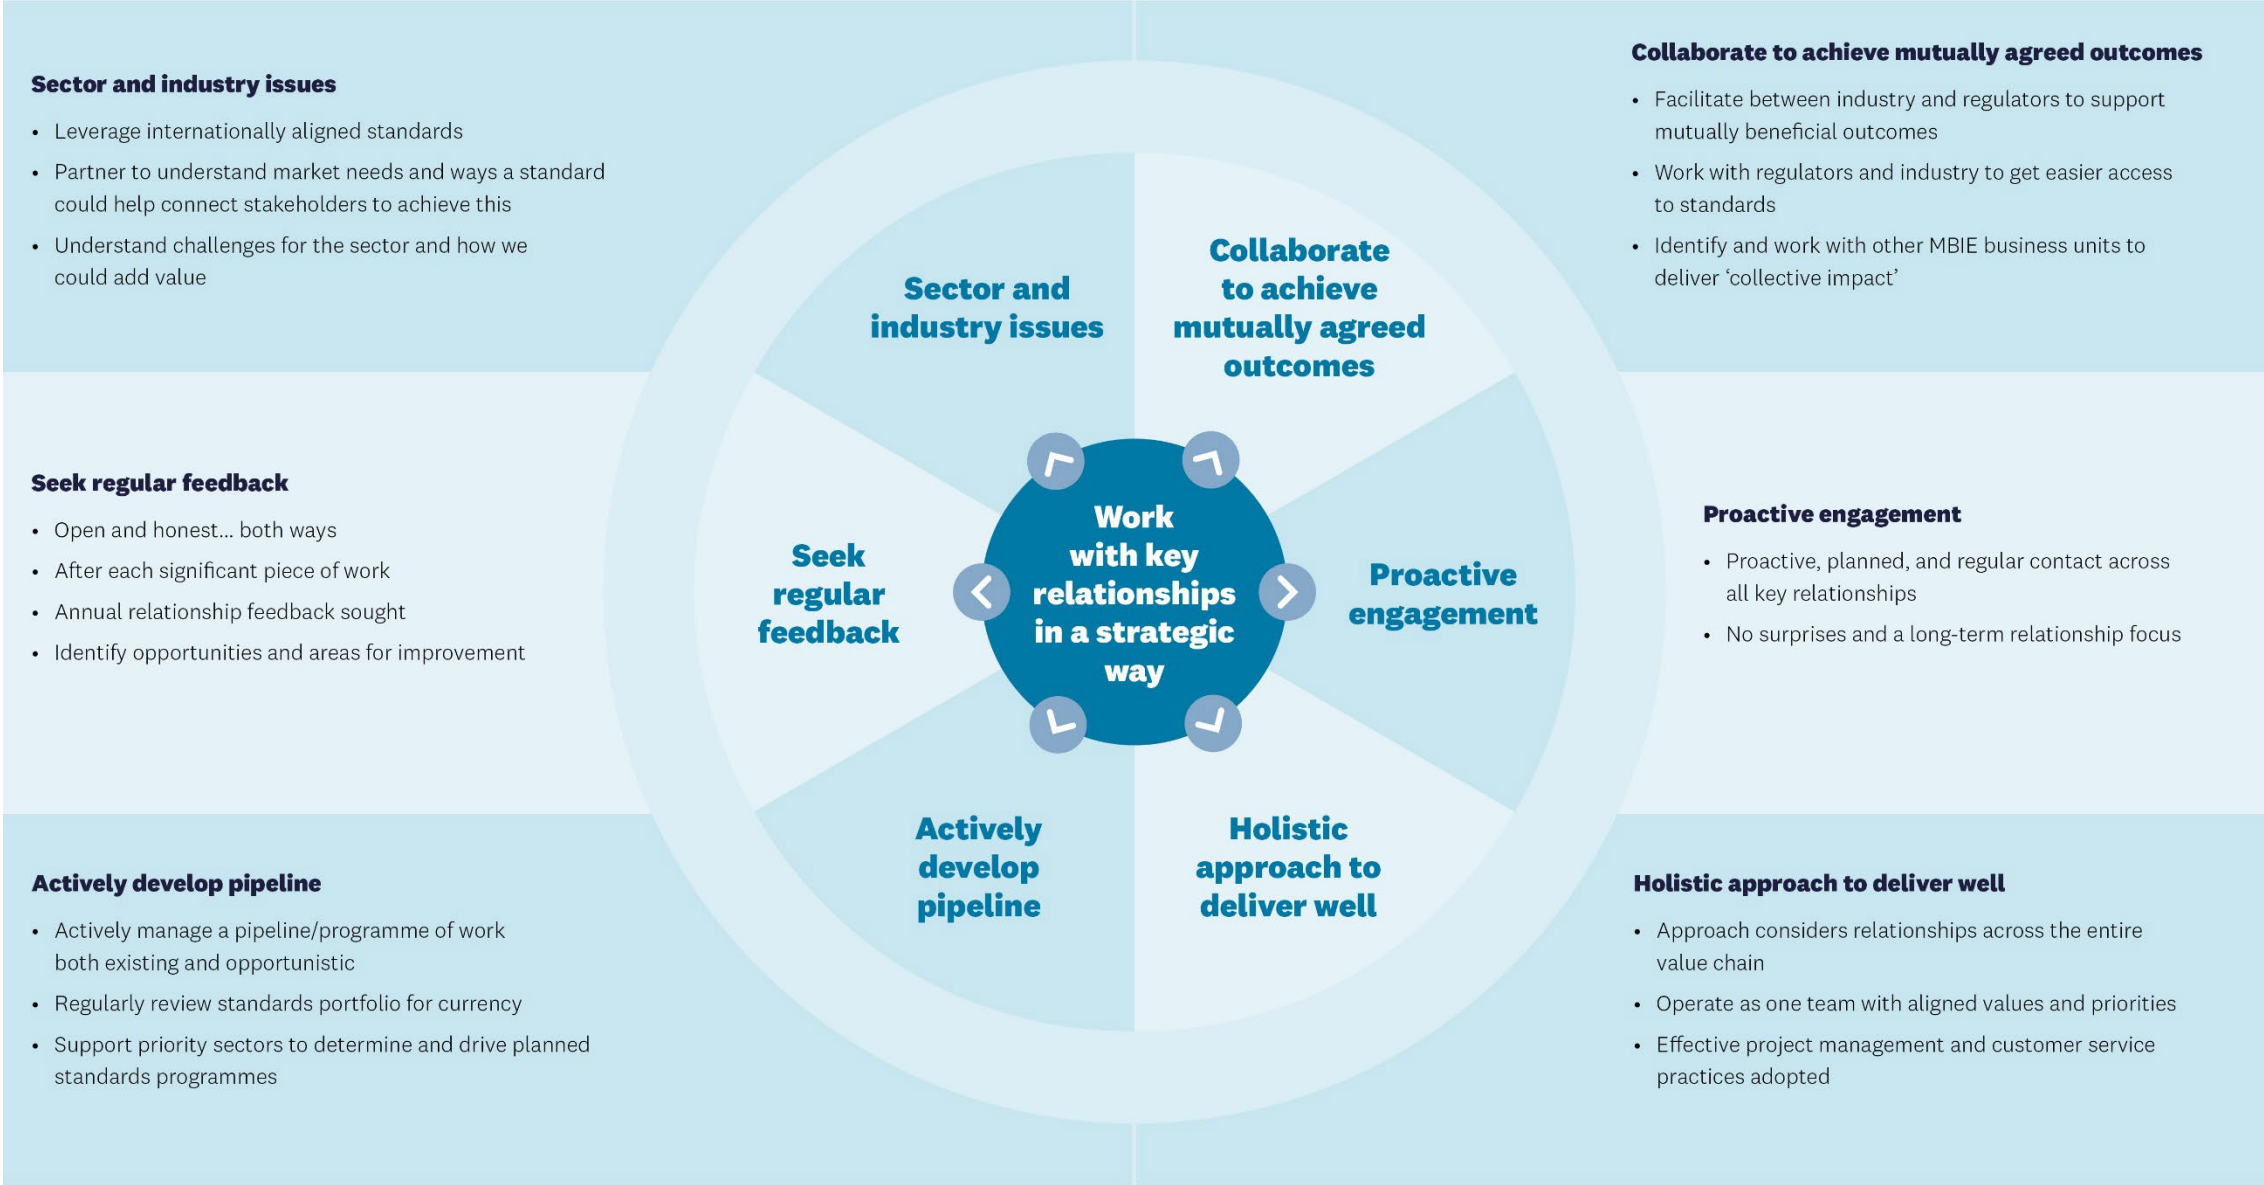 Sector and industry issues
• Leverage internationally aligned standards
• Partner to understand market needs and ways a standard
could help connect stakeholders to achieve this
• Understand challenges for the sector and how we
could add value
Seek regular feedback
• Open and honest... both ways
• After each significant piece of work
• Annual relationship feedback sought
• Identify opportunities and areas for improvement
Actively develop pipeline
• Actively manage a pipeline/programme of work
both existing and opportunistic
• Regularly review standards portfolio for currency
• Support priority sectors to determine and drive planned
standards programmes
Sector and
industry issues
Collaborate
to achieve
mutually agreed
outcomes
Seek
regular
feedback
Work
with key
relationships
in a strategic
way
Proactive
engagement
Actively
develop
pipeline
Holistic
approach to
deliver well
Collaborate to achieve mutually agreed outcomes
• Facilitate between industry and regulators to support
mutually beneficial outcomes
• Work with regulators and industry to get easier access
to standards
• Identify and work with other MBIE business units to
deliver ‘collective impact’
Proactive engagement
• Proactive, planned, and regular contact across
all key relationships
• No surprises and a long-term relationship focus
Holistic approach to deliver well
• Approach considers relationships across the entire
value chain
• Operate as one team with aligned values and priorities
• Effective project management and customer service
practices adopted